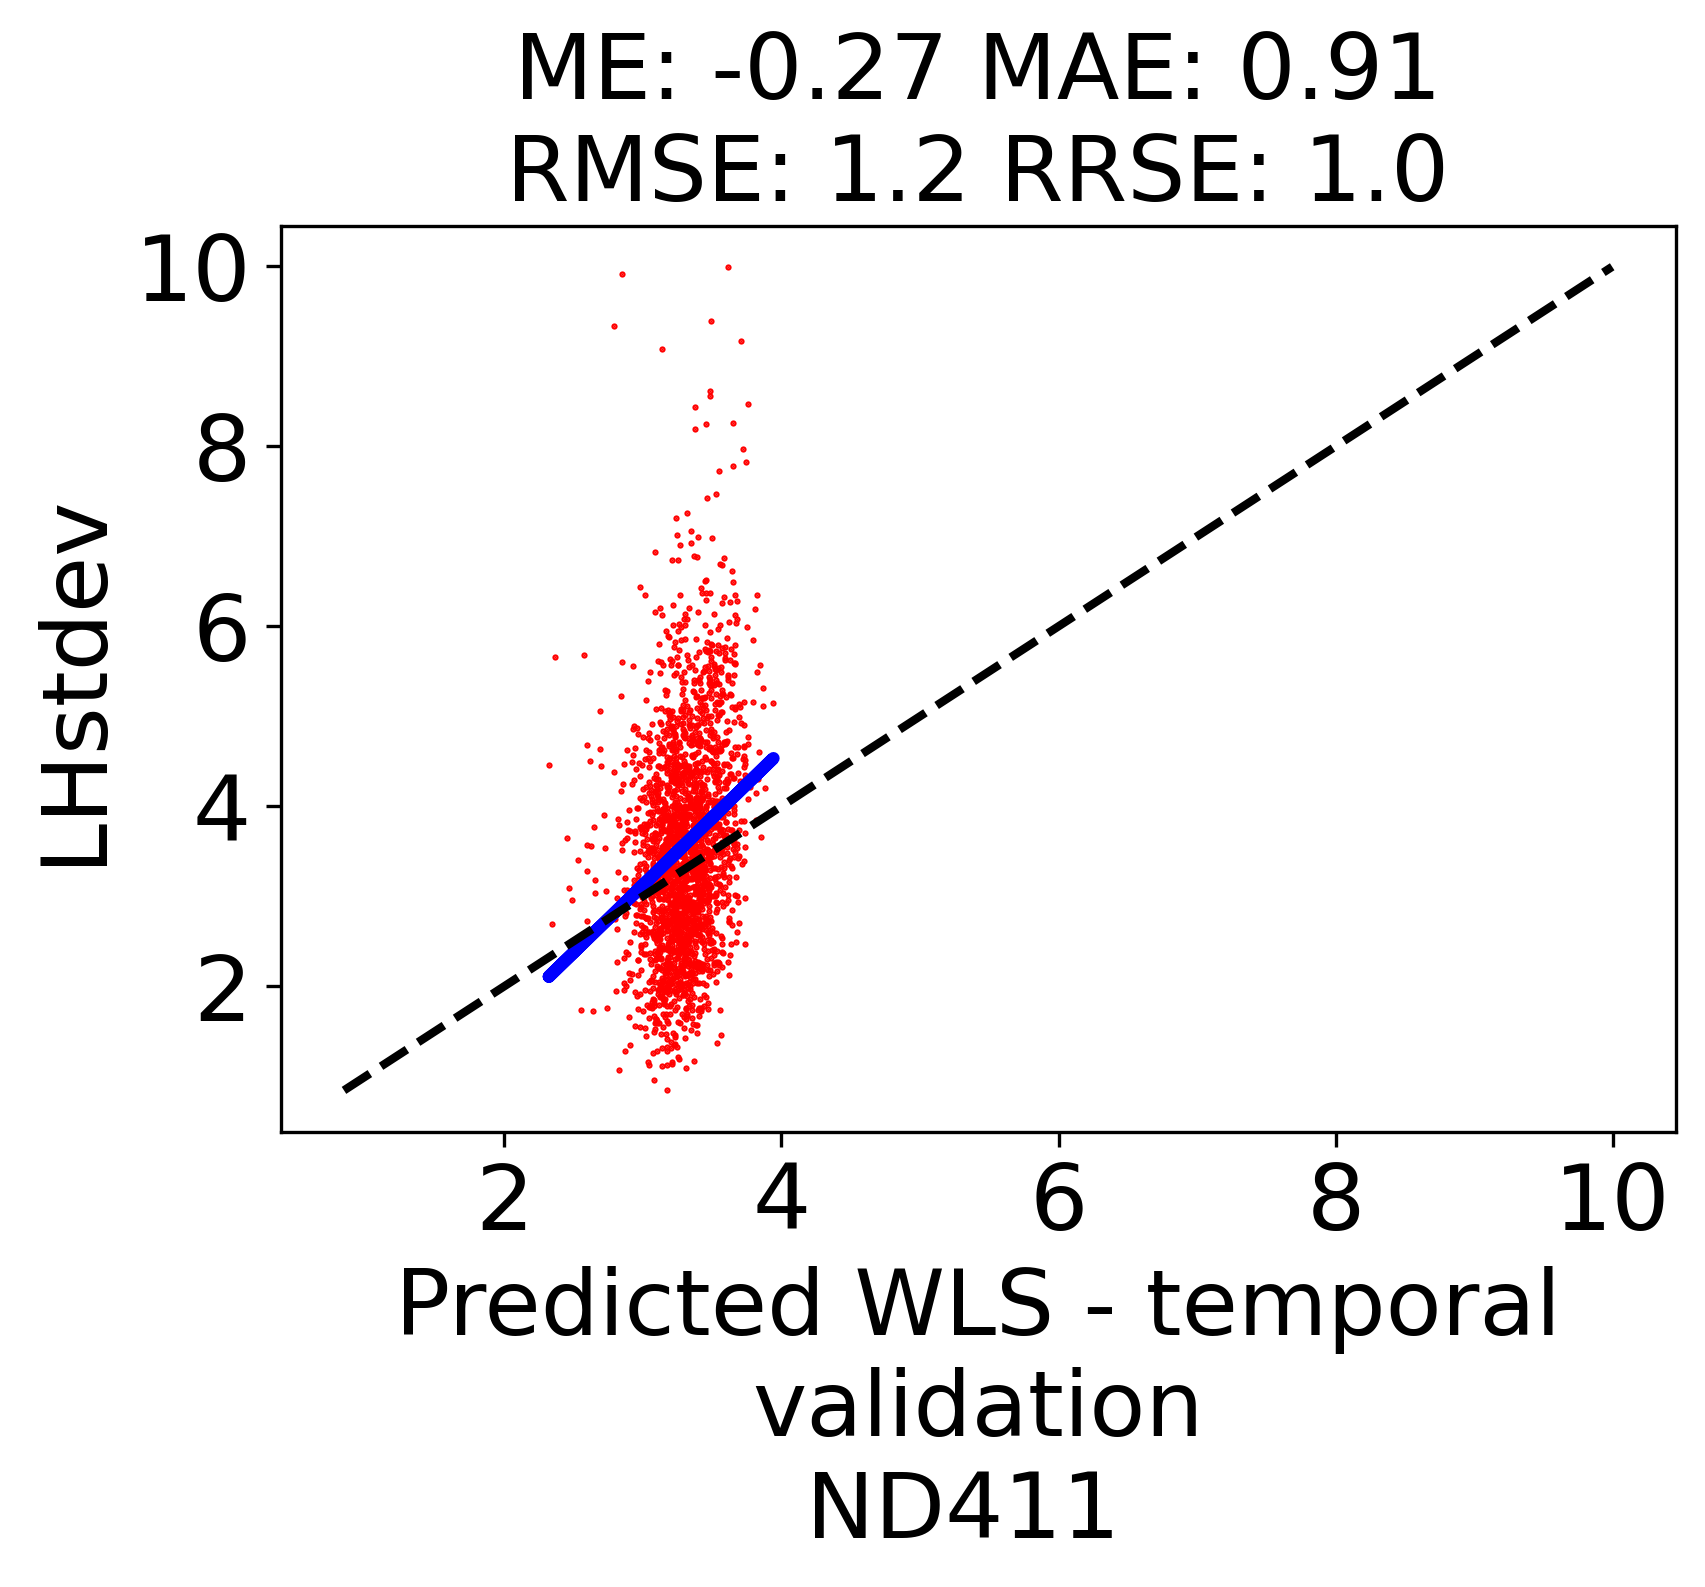 ME: -0.27 MAE: 0.91
RMSE: 1.2 RRSE: 1.0
10
8
6
4
2
LHstdev
2 4 6 8 10
Predicted WLS - temporal
validation
ND411